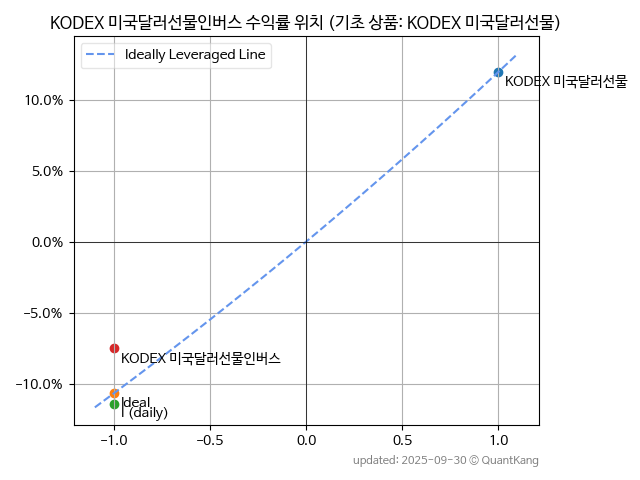 KODEX 미국달러선물인버스 수익률 위치 (기초 상품: KODEX 미국달러선물)
Ideally Leveraged Line
10.0%
5.0%
0.0%
−5.0%
−10.0%
KODEX 미국달러선물
KODEX 미국달러선물인버스
Ideal
I (daily)
−1.0
−0.5
0.0
0.5
1.0
updated: 2025-09-30 © QuantKang